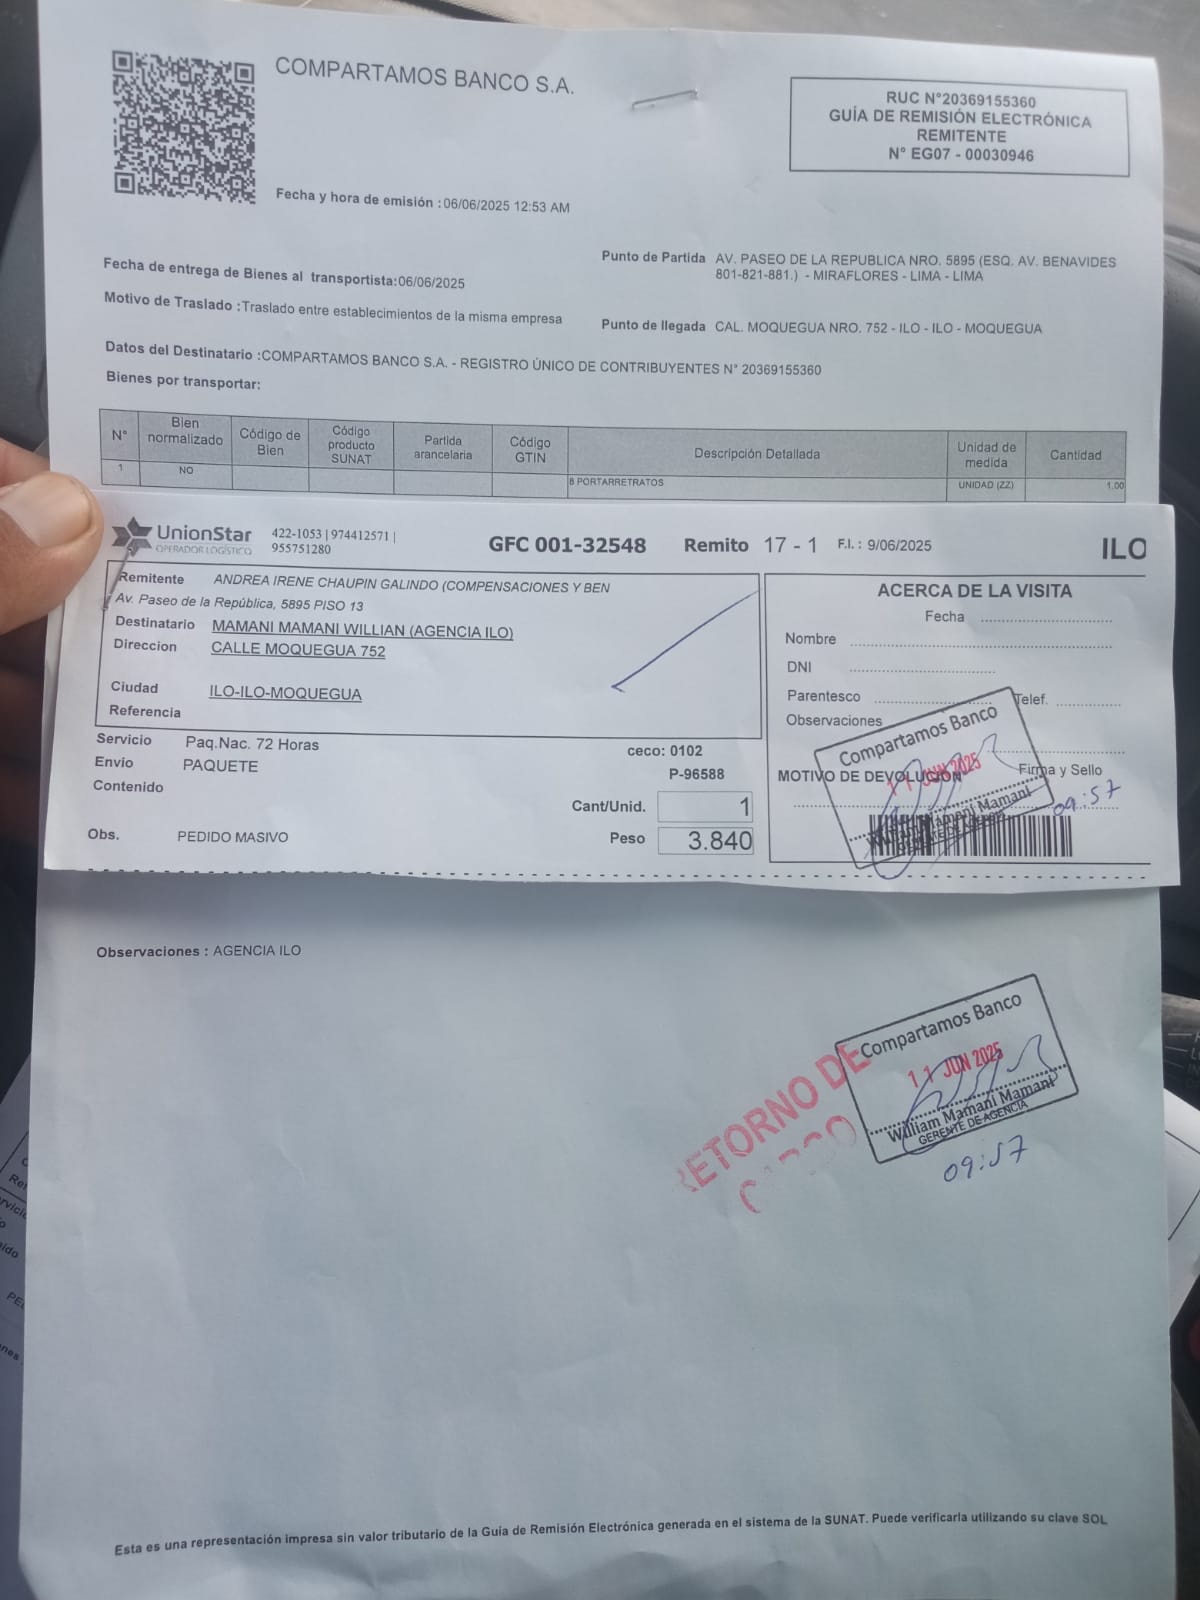 COMPARTAMOS BANCO S.A.
RUC N°20369155360
GUÍA DE REMISIÓN ELECTRÓNICA
REMITENTE
N° EG07 - 00030946
Fecha y hora de emisión :06/06/2025 12:53 AM
Fecha de entrega de Bienes al transportista:06/06/2025
Punto de Partida AV. PASEO DE LA REPUBLICA NRO. 5895 (ESQ. AV. BENAVIDES
801-821-881.) - MIRAFLORES - LIMA - LIMA
Motivo de Traslado :Traslado entre establecimientos de la misma empresa
Punto de llegada CAL. MOQUEGUA NRO. 752 - ILO - ILO - MOQUEGUA
Datos del Destinatario :COMPARTAMOS BANCO S.A. - REGISTRO ÚNICO DE CONTRIBUYENTES N° 20369155360
Bienes por transportar:
N° Bien normalizado Código de Bien Código producto SUNAT Partida arancelaria Código GTIN Descripción Detallada Unidad de medida Cantidad
1 NO 8 PORTARRETRATOS UNIDAD (ZZ) 1.00
UnionStar
OPERADOR LOGÍSTICO
422-1053 | 974412571 |
955751280
GFC 001-32548 Remito 17 - 1 F.I. : 9/06/2025 ILO
Remitente ANDREA IRENE CHAUPIN GALINDO (COMPENSACIONES Y BEN
Av. Paseo de la República, 5895 PISO 13
Destinatario MAMANI MAMANI WILLIAN (AGENCIA ILO)
Direccion CALLE MOQUEGUA 752
Ciudad ILO-ILO-MOQUEGUA
Referencia
Servicio Paq.Nac. 72 Horas
Envio PAQUETE
Contenido
Obs. PEDIDO MASIVO
ceco: 0102
P-96588
Cant/Unid. 1
Peso 3.840
ACERCA DE LA VISITA
Fecha
Nombre
DNI
Parentesco Telef.
Observaciones
MOTIVO DE DEVOLUCION Firma y Sello
Compartamos Banco
11 JUN 2025
William Mamani Mamani
GERENTE DE AGENCIA
09:57
Observaciones : AGENCIA ILO
RETORNO DE
Compartamos Banco
11 JUN 2025
William Mamani Mamani
GERENTE DE AGENCIA
09:57
Esta es una representación impresa sin valor tributario de la Guía de Remisión Electrónica generada en el sistema de la SUNAT. Puede verificarla utilizando su clave SOL